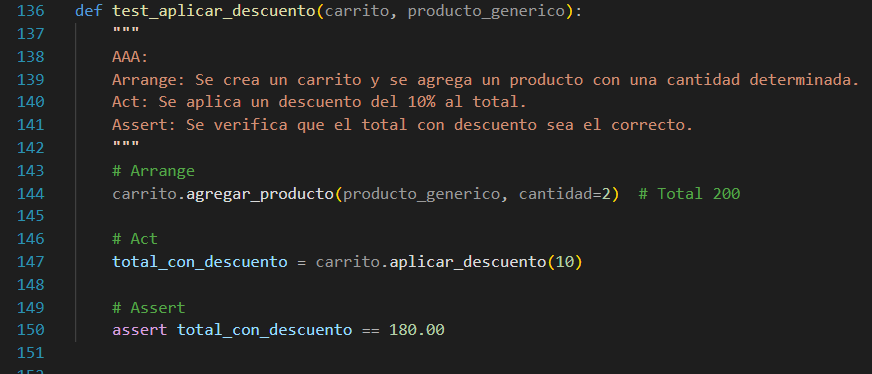 136 def test_aplicar_descuento(carrito, producto_generico):
137     """
138     AAA:
139     Arrange: Se crea un carrito y se agrega un producto con una cantidad determinada.
140     Act: Se aplica un descuento del 10% al total.
141     Assert: Se verifica que el total con descuento sea el correcto.
142     """
143     # Arrange
144     carrito.agregar_producto(producto_generico, cantidad=2)  # Total 200
145
146     # Act
147     total_con_descuento = carrito.aplicar_descuento(10)
148
149     # Assert
150     assert total_con_descuento == 180.00
151